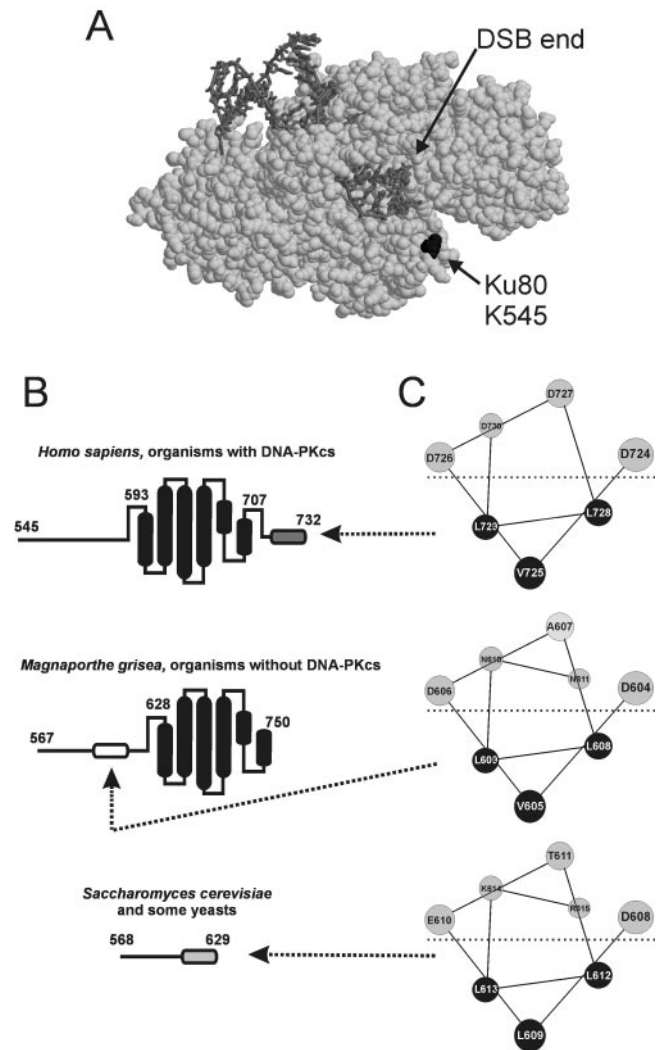 A
DSB end
Ku80
K545
B
C
Homo sapiens, organisms with DNA-PKcs
593
707
545
732
D727
D730
D726
D724
L729
L728
V725
Magnaporthe grisea, organisms without DNA-PKcs
628
567
750
A607
N610
N611
D606
D604
L609
L608
V605
Saccharomyces cerevisiae
and some yeasts
568
629
T611
K614
R615
E610
D608
L613
L612
L609